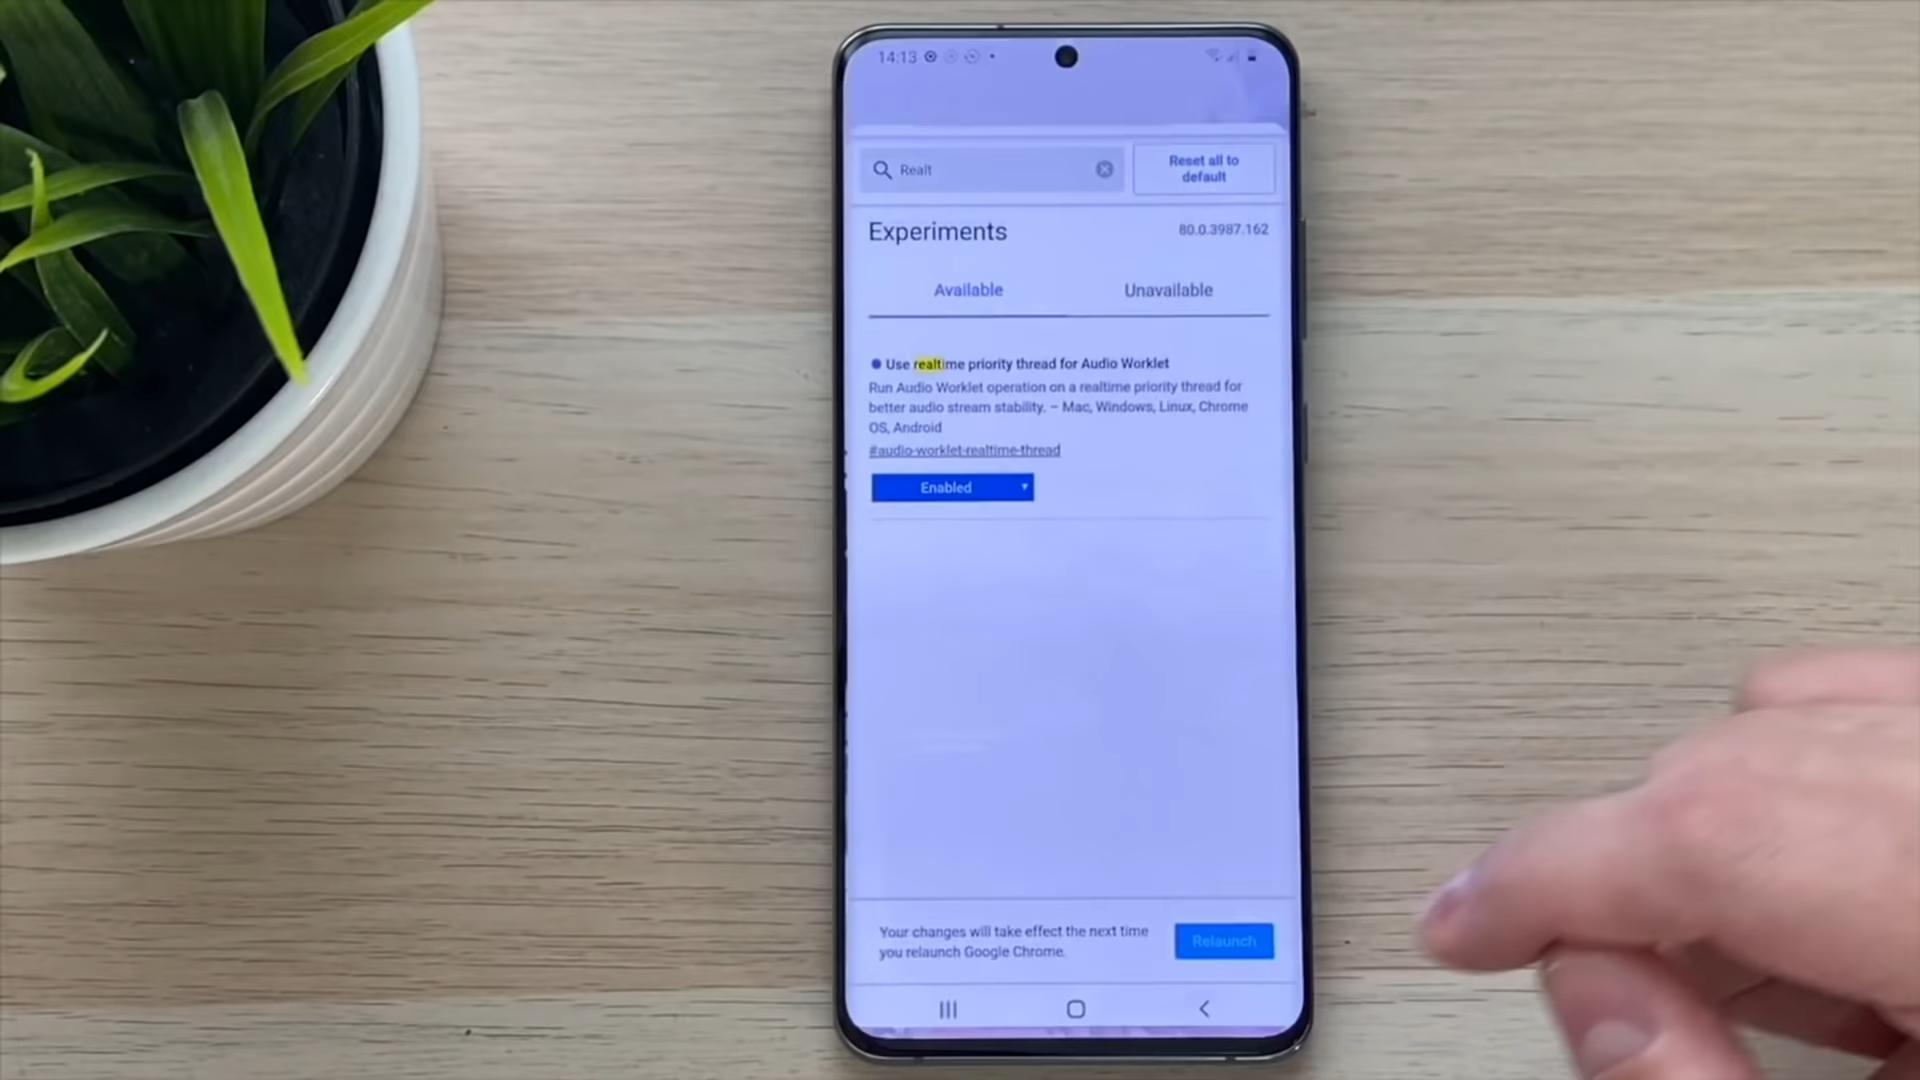 14:13
Realt
Reset all to
default
Experiments
80.0.3987.162
Available
Unavailable
Use realtime priority thread for Audio Worklet
Run Audio Worklet operation on a realtime priority thread for
better audio stream stability. – Mac, Windows, Linux, Chrome
OS, Android
#audio-worklet-realtime-thread
Enabled
Your changes will take effect the next time
you relaunch Google Chrome.
Relaunch